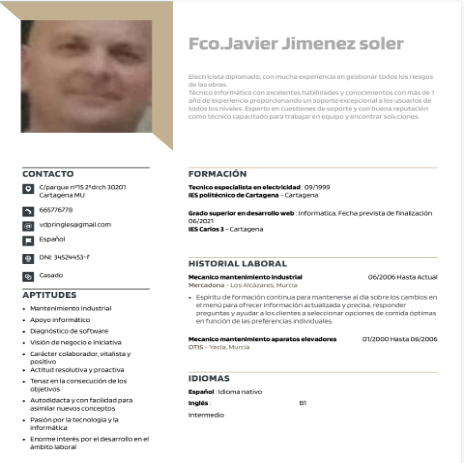 Fco.Javier Jimenez soler
Electricista diplomado, con mucha experiencia en gestionar todos los riesgos
de las obras.
Técnico informático con excelentes habilidades y conocimientos con más de 1
año de experiencia proporcionando un soporte excepcional a los usuarios de
todos los niveles. Experto en cuestiones de soporte y con buena reputación
como técnico capacitado para trabajar en equipo y encontrar soluciones.
CONTACTO
C/parque nº15 2ºdrch 30201
Cartagena MU
665776778
vdpringles@gmail.com
Español
DNI: 34524453-f
Casado
APTITUDES
Mantenimiento industrial
Apoyo informático
Diagnóstico de software
Visión de negocio e iniciativa
Carácter colaborador, vitalista y
positivo
Actitud resolutiva y proactiva
Tenaz en la consecución de los
objetivos
Autodidacta y con facilidad para
asimilar nuevos conceptos
Pasión por la tecnología y la
informática
Enorme interés por el desarrollo en el
ámbito laboral
FORMACIÓN
Tecnico especialista en electricidad : 09/1999
IES politécnico de Cartagena - Cartagena
Grado superior en desarrollo web : Informatica. Fecha prevista de finalización
06/2021
IES Carlos 3 - Cartagena
HISTORIAL LABORAL
Mecanico mantenimiento industrial 06/2006 Hasta Actual
Mercadona - Los Alcázares, Murcia
Espíritu de formación continua para mantenerse al día sobre los cambios en
el menú para ofrecer información actualizada y precisa, responder
preguntas y ayudar a los clientes a seleccionar opciones de comida óptimas
en función de las preferencias individuales.
Mecanico mantenimiento aparatos elevadores 01/2000 Hasta 06/2006
OTIS - Yecla, Murcia
IDIOMAS
Español : Idioma nativo
Inglés : B1
Intermedio